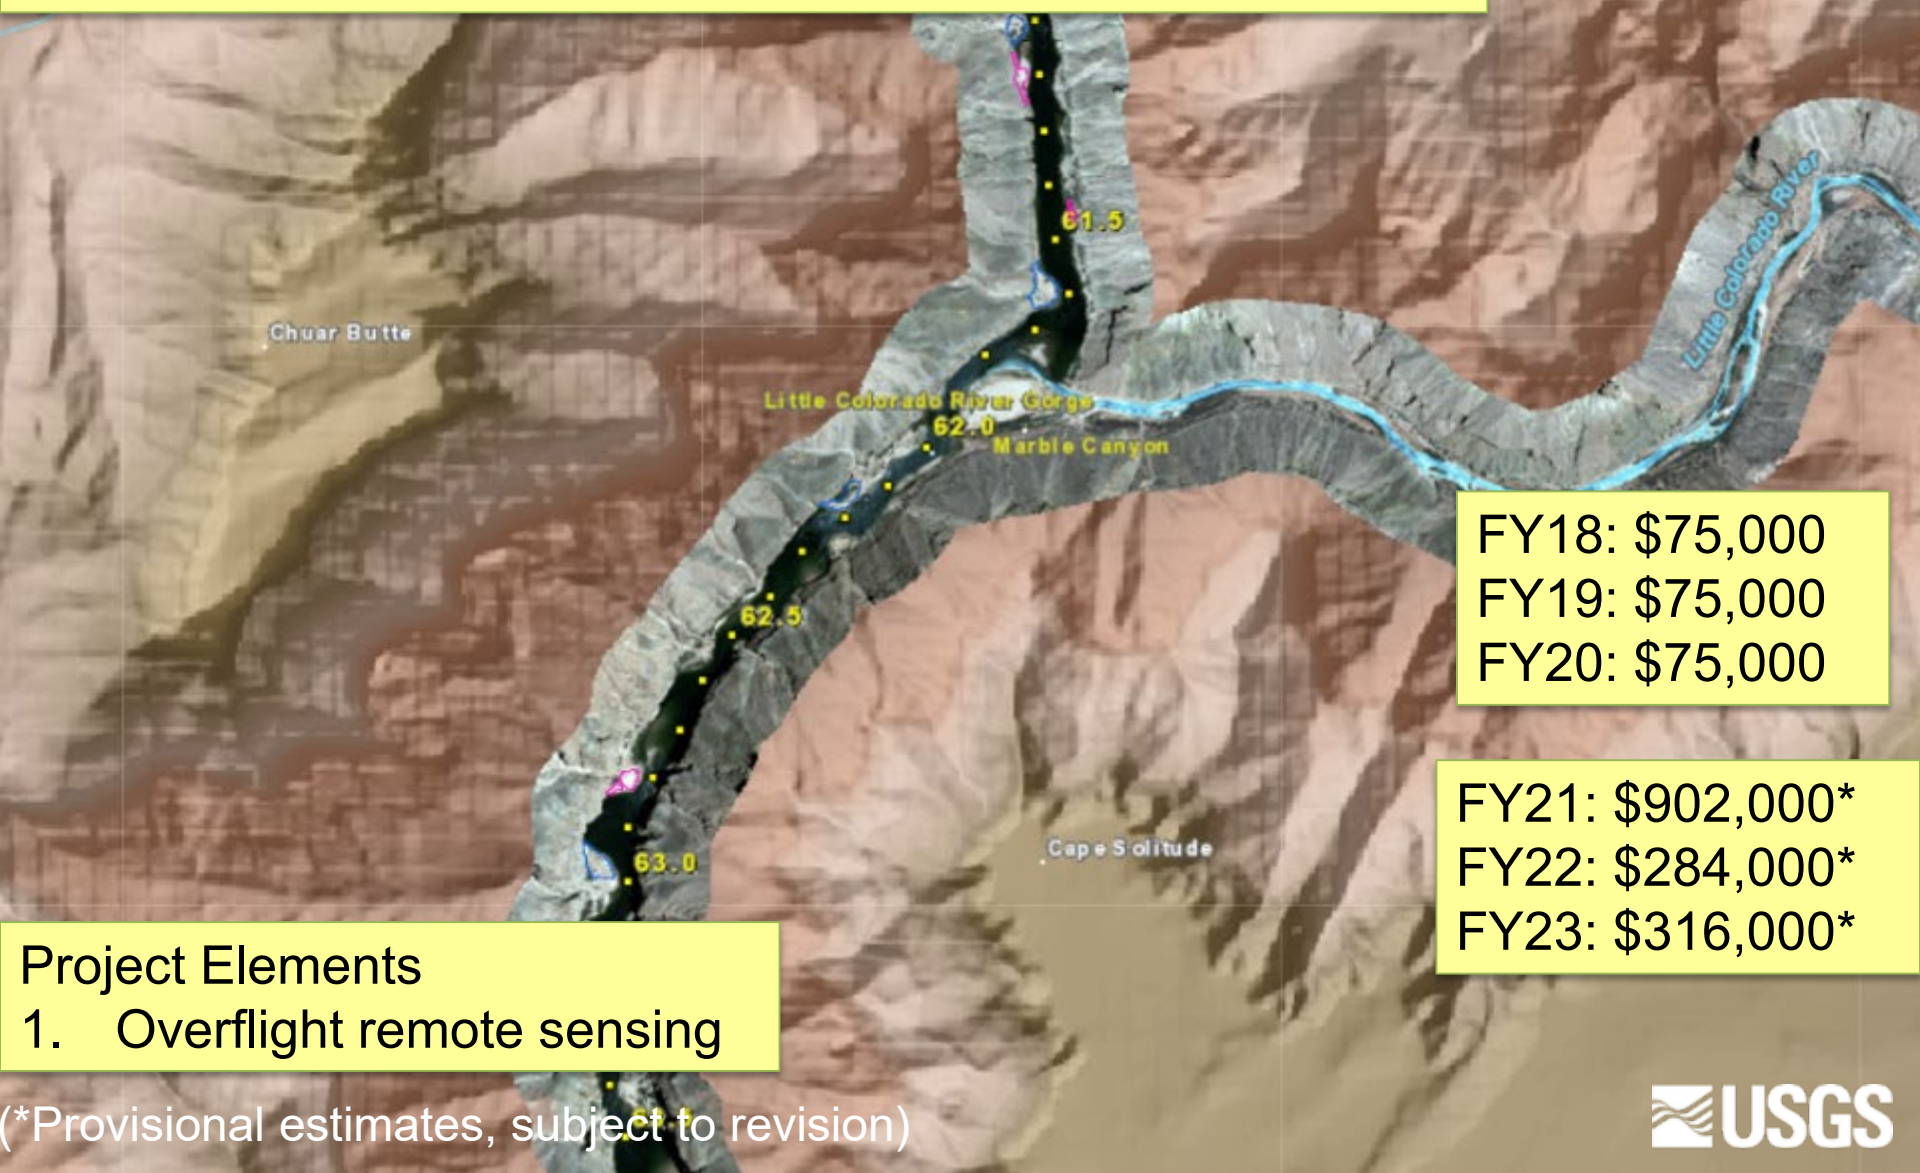 61.5
Little Colorado River
Chuar Butte
Little Colorado River Gorge
62.0
Marble Canyon
FY18: $75,000
FY19: $75,000
FY20: $75,000
62.5
FY21: $902,000*
FY22: $284,000*
FY23: $316,000*
Cape Solitude
63.0
Project Elements
1. Overflight remote sensing
(*Provisional estimates, subject to revision)
USGS